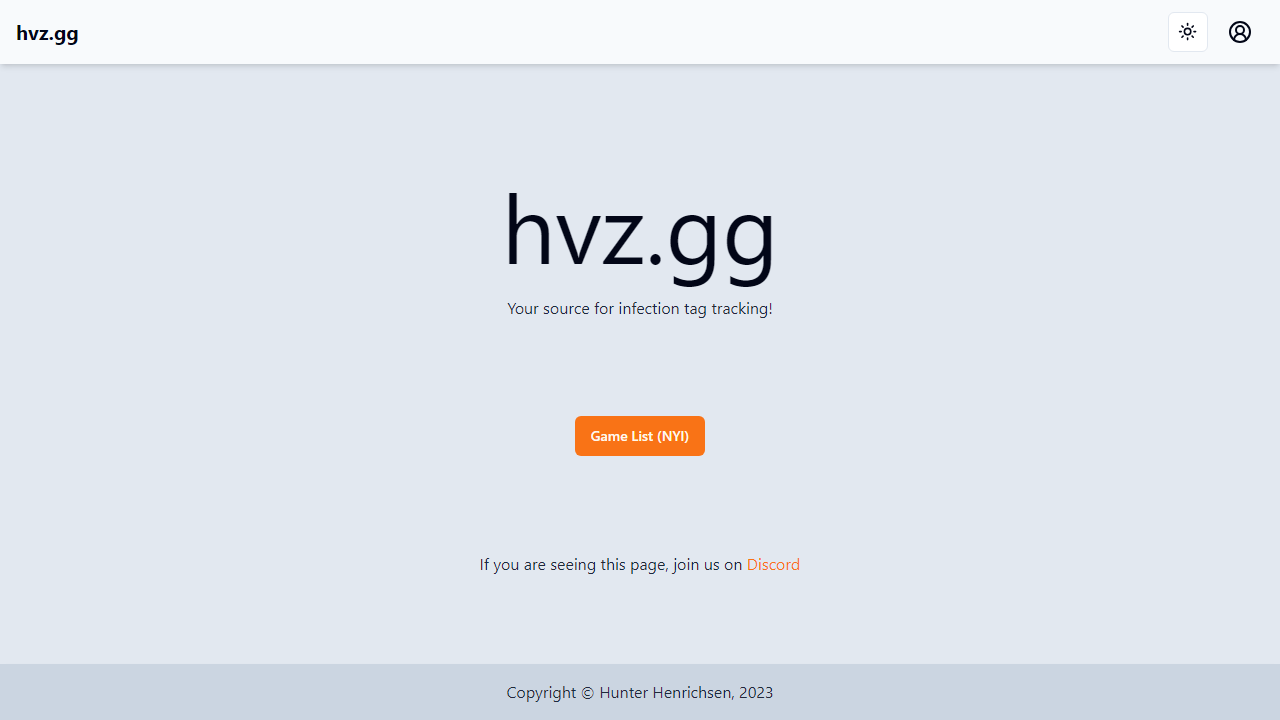 hvz.gg
hvz.gg
Your source for infection tag tracking!
Game List (NYI)
If you are seeing this page, join us on Discord
Copyright © Hunter Henrichsen, 2023